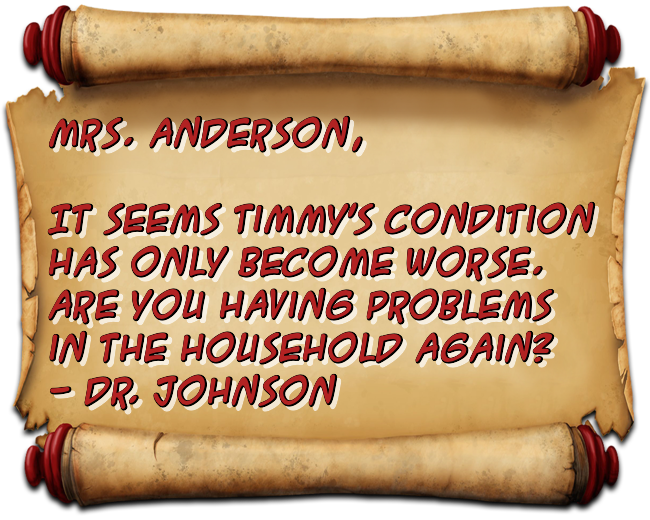 MRS. ANDERSON,
IT SEEMS TIMMY'S CONDITION
HAS ONLY BECOME WORSE.
ARE YOU HAVING PROBLEMS
IN THE HOUSEHOLD AGAIN?
- DR. JOHNSON